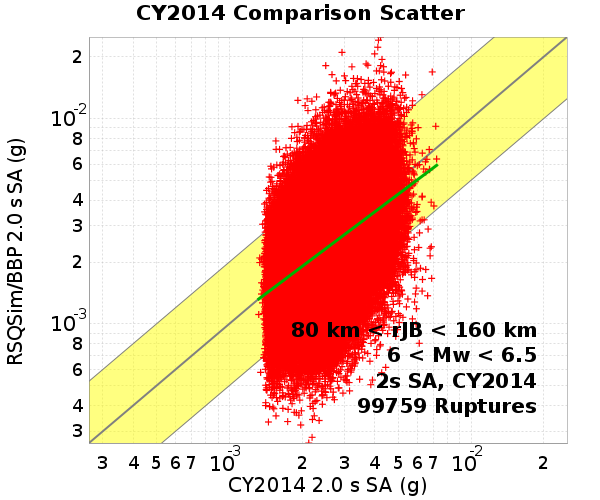 CY2014 Comparison Scatter
RSQSim/BBP 2.0 s SA (g)
2
10-2
8
6
4
3
2
10-3
8
6
4
3
80 km < rJB < 160 km
6 < Mw < 6.5
2s SA, CY2014
99759 Ruptures
3 4 5 6 7 10-3 2 3 4 5 6 7 10-2 2
CY2014 2.0 s SA (g)